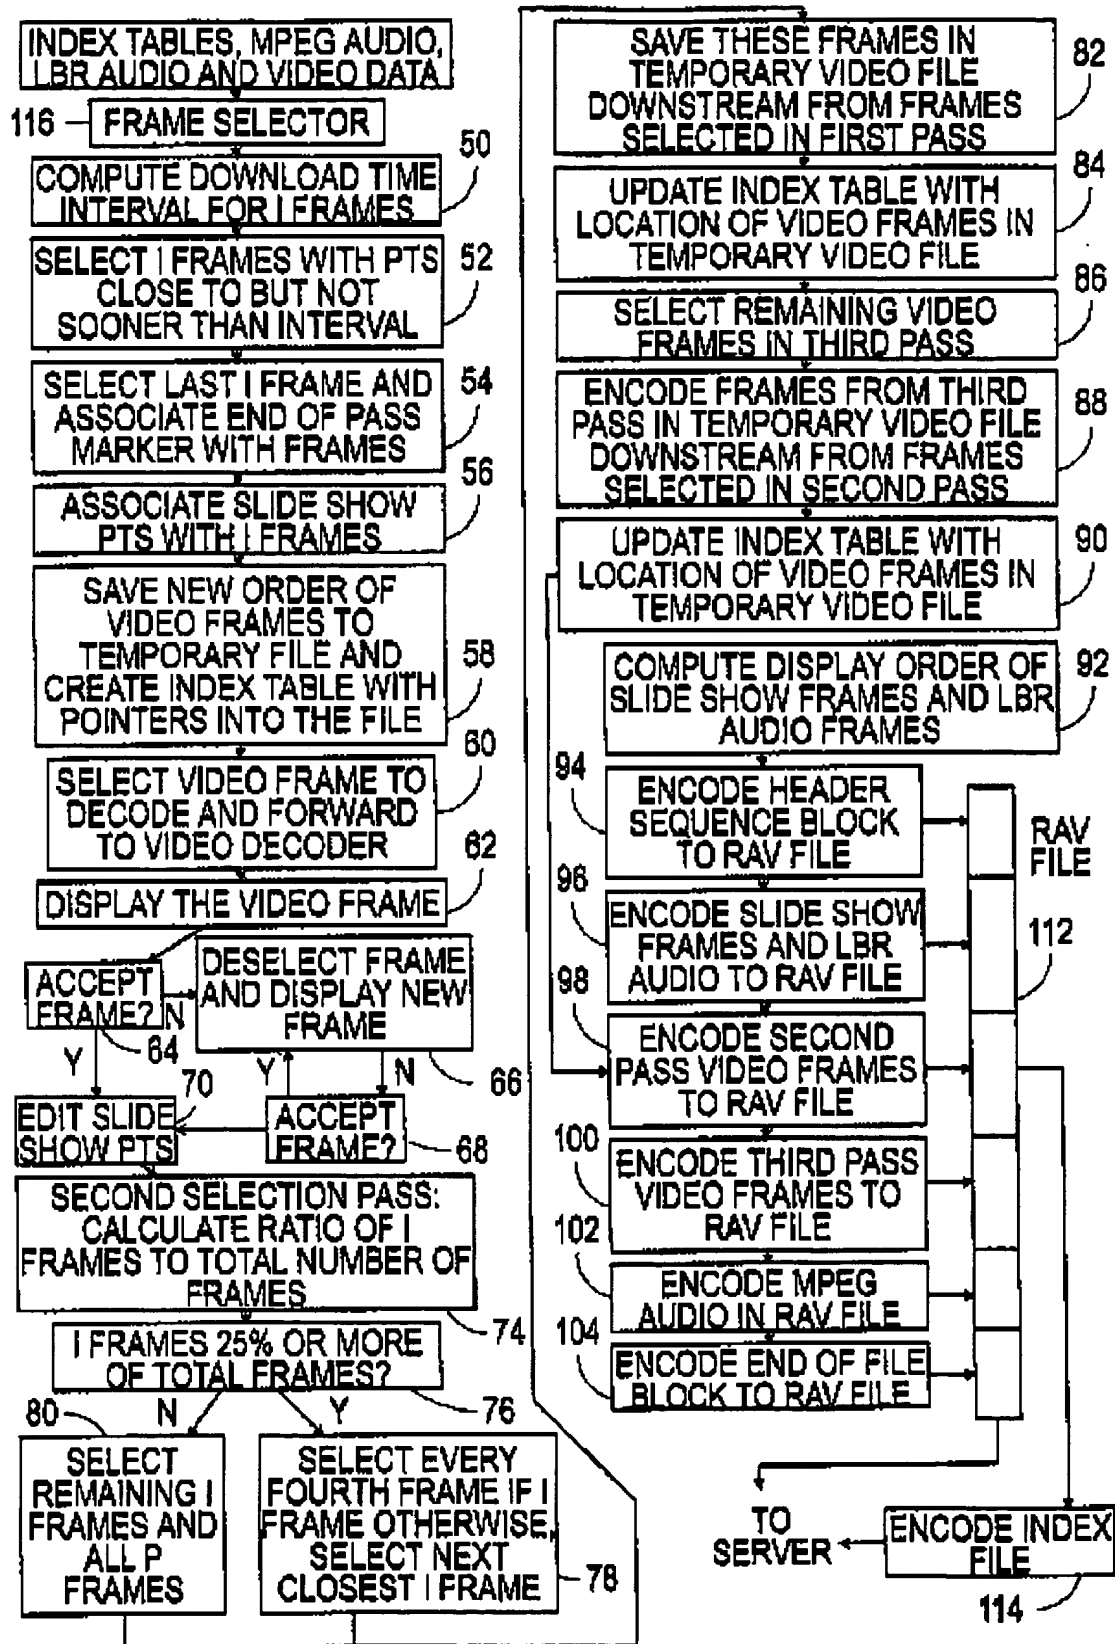 INDEX TABLES, MPEG AUDIO,
LBR AUDIO AND VIDEO DATA
116
FRAME SELECTOR
50
COMPUTE DOWNLOAD TIME
INTERVAL FOR I FRAMES
SELECT I FRAMES WITH PTS
CLOSE TO BUT NOT
SOONER THAN INTERVAL
52
SELECT LAST I FRAME AND
ASSOCIATE END OF PASS
MARKER WITH FRAMES
54
56
ASSOCIATE SLIDE SHOW
PTS WITH I FRAMES
SAVE NEW ORDER OF
VIDEO FRAMES TO
TEMPORARY FILE AND
CREATE INDEX TABLE WITH
POINTERS INTO THE FILE
58
60
SELECT VIDEO FRAME TO
DECODE AND FORWARD
TO VIDEO DECODER
62
DISPLAY THE VIDEO FRAME
ACCEPT
FRAME?
N
64
Y
DESELECT FRAME
AND DISPLAY NEW
FRAME
66
Y
N
70
EDIT SLIDE
SHOW PTS
ACCEPT
FRAME?
68
SECOND SELECTION PASS:
CALCULATE RATIO OF I
FRAMES TO TOTAL NUMBER OF
FRAMES
74
I FRAMES 25% OR MORE
OF TOTAL FRAMES?
76
N
Y
80
SELECT
REMAINING I
FRAMES AND
ALL P
FRAMES
SELECT EVERY
FOURTH FRAME IF I
FRAME OTHERWISE,
SELECT NEXT
CLOSEST I FRAME
78
SAVE THESE FRAMES IN
TEMPORARY VIDEO FILE
DOWNSTREAM FROM FRAMES
SELECTED IN FIRST PASS
82
UPDATE INDEX TABLE WITH
LOCATION OF VIDEO FRAMES IN
TEMPORARY VIDEO FILE
84
86
SELECT REMAINING VIDEO
FRAMES IN THIRD PASS
ENCODE FRAMES FROM THIRD
PASS IN TEMPORARY VIDEO FILE
DOWNSTREAM FROM FRAMES
SELECTED IN SECOND PASS
88
UPDATE INDEX TABLE WITH
LOCATION OF VIDEO FRAMES IN
TEMPORARY VIDEO FILE
90
COMPUTE DISPLAY ORDER OF
SLIDE SHOW FRAMES AND LBR
AUDIO FRAMES
92
94
ENCODE HEADER
SEQUENCE BLOCK
TO RAV FILE
RAV
FILE
96
ENCODE SLIDE SHOW
FRAMES AND LBR
AUDIO TO RAV FILE
112
98
ENCODE SECOND
PASS VIDEO FRAMES
TO RAV FILE
100
ENCODE THIRD PASS
VIDEO FRAMES TO
RAV FILE
102
ENCODE MPEG
AUDIO IN RAV FILE
104
ENCODE END OF FILE
BLOCK TO RAV FILE
TO
SERVER
ENCODE INDEX
FILE
114